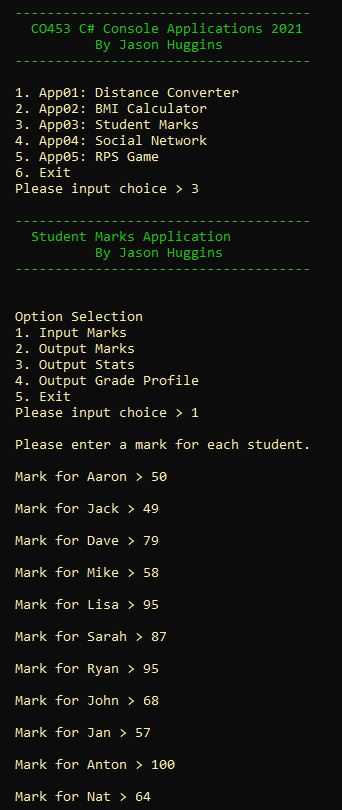 -------------------------------------
CO453 C# Console Applications 2021
By Jason Huggins
-------------------------------------
1. App01: Distance Converter
2. App02: BMI Calculator
3. App03: Student Marks
4. App04: Social Network
5. App05: RPS Game
6. Exit
Please input choice > 3
-------------------------------------
Student Marks Application
By Jason Huggins
-------------------------------------
Option Selection
1. Input Marks
2. Output Marks
3. Output Stats
4. Output Grade Profile
5. Exit
Please input choice > 1
Please enter a mark for each student.
Mark for Aaron > 50
Mark for Jack > 49
Mark for Dave > 79
Mark for Mike > 58
Mark for Lisa > 95
Mark for Sarah > 87
Mark for Ryan > 95
Mark for John > 68
Mark for Jan > 57
Mark for Anton > 100
Mark for Nat > 64